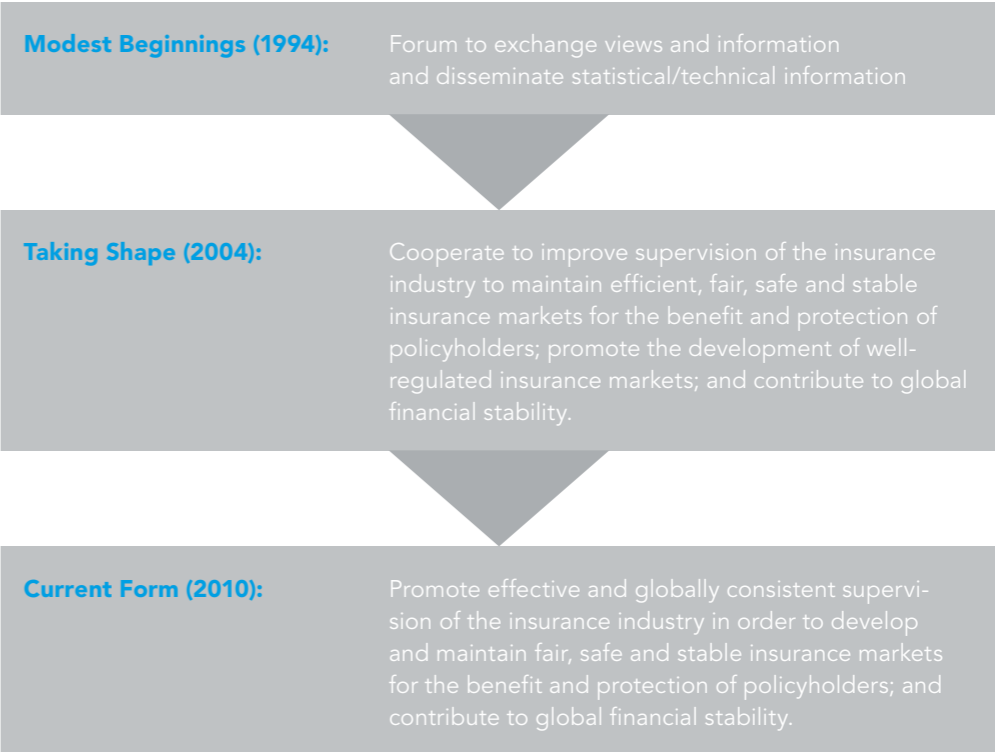 Modest Beginnings (1994):
Forum to exchange views and information
and disseminate statistical/technical information
Taking Shape (2004):
Cooperate to improve supervision of the insurance
industry to maintain efficient, fair, safe and stable
insurance markets for the benefit and protection of
policyholders; promote the development of well-
regulated insurance markets; and contribute to global
financial stability.
Current Form (2010):
Promote effective and globally consistent supervi-
sion of the insurance industry in order to develop
and maintain fair, safe and stable insurance markets
for the benefit and protection of policyholders; and
contribute to global financial stability.